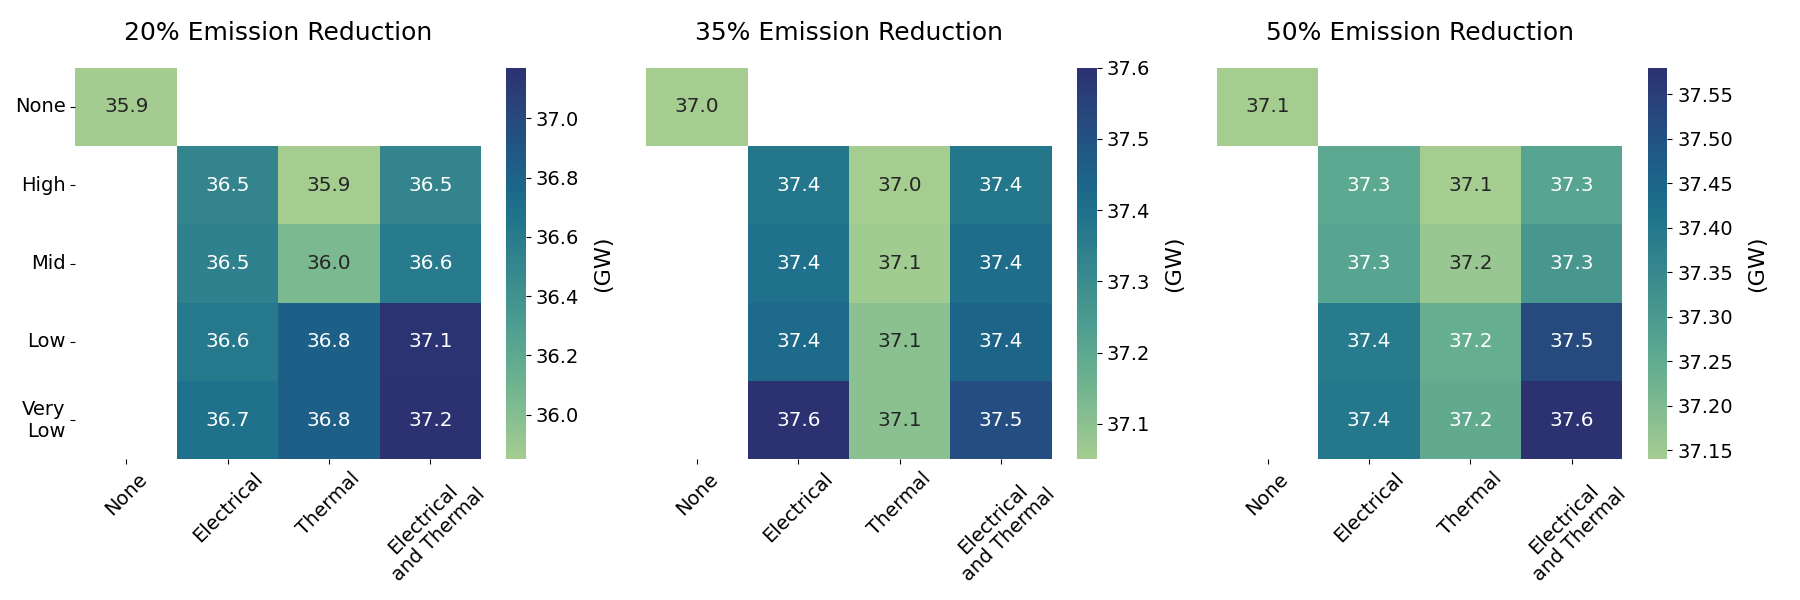 20% Emission Reduction
35% Emission Reduction
50% Emission Reduction
None
High
Mid
Low
Very
Low
35.9
36.5 35.9 36.5
36.5 36.0 36.6
36.6 36.8 37.1
36.7 36.8 37.2
None
Electrical
Thermal
Electrical
and Thermal
37.0
36.8
36.6
36.4
36.2
36.0
(GW)
37.0
37.4 37.0 37.4
37.4 37.1 37.4
37.4 37.1 37.4
37.6 37.1 37.5
None
Electrical
Thermal
Electrical
and Thermal
37.6
37.5
37.4
37.3
37.2
37.1
(GW)
37.1
37.3 37.1 37.3
37.3 37.2 37.3
37.4 37.2 37.5
37.4 37.2 37.6
None
Electrical
Thermal
Electrical
and Thermal
37.55
37.50
37.45
37.40
37.35
37.30
37.25
37.20
37.15
(GW)